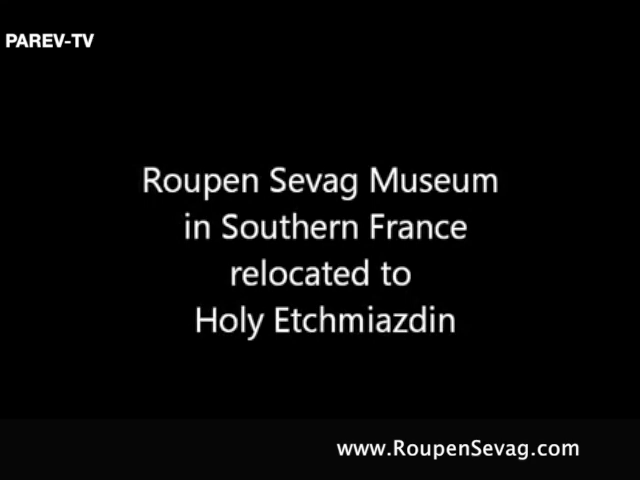 PAREV-TV
Roupen Sevag Museum
in Southern France
relocated to
Holy Etchmiazdin
www.RoupenSevag.com